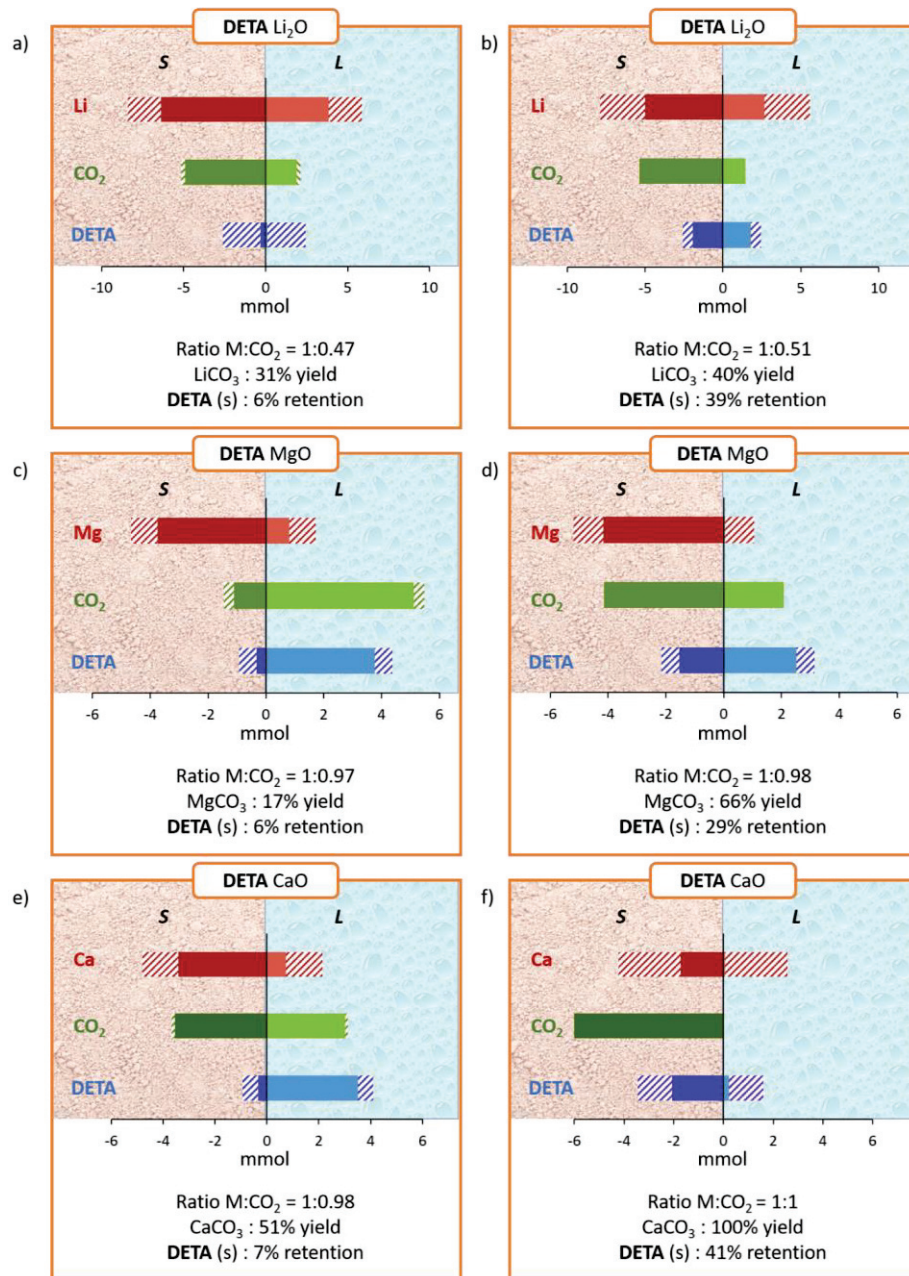 a)
DETA Li₂O
S L
Li
CO₂
DETA
-10 -5 0 5 10
mmol
Ratio M:CO₂ = 1:0.47
LiCO₃ : 31% yield
DETA (s) : 6% retention
b)
DETA Li₂O
S L
Li
CO₂
DETA
-10 -5 0 5 10
mmol
Ratio M:CO₂ = 1:0.51
LiCO₃ : 40% yield
DETA (s) : 39% retention
c)
DETA MgO
S L
Mg
CO₂
DETA
-6 -4 -2 0 2 4 6
mmol
Ratio M:CO₂ = 1:0.97
MgCO₃ : 17% yield
DETA (s) : 6% retention
d)
DETA MgO
S L
Mg
CO₂
DETA
-6 -4 -2 0 2 4 6
mmol
Ratio M:CO₂ = 1:0.98
MgCO₃ : 66% yield
DETA (s) : 29% retention
e)
DETA CaO
S L
Ca
CO₂
DETA
-6 -4 -2 0 2 4 6
mmol
Ratio M:CO₂ = 1:0.98
CaCO₃ : 51% yield
DETA (s) : 7% retention
f)
DETA CaO
S L
Ca
CO₂
DETA
-6 -4 -2 0 2 4 6
mmol
Ratio M:CO₂ = 1:1
CaCO₃ : 100% yield
DETA (s) : 41% retention